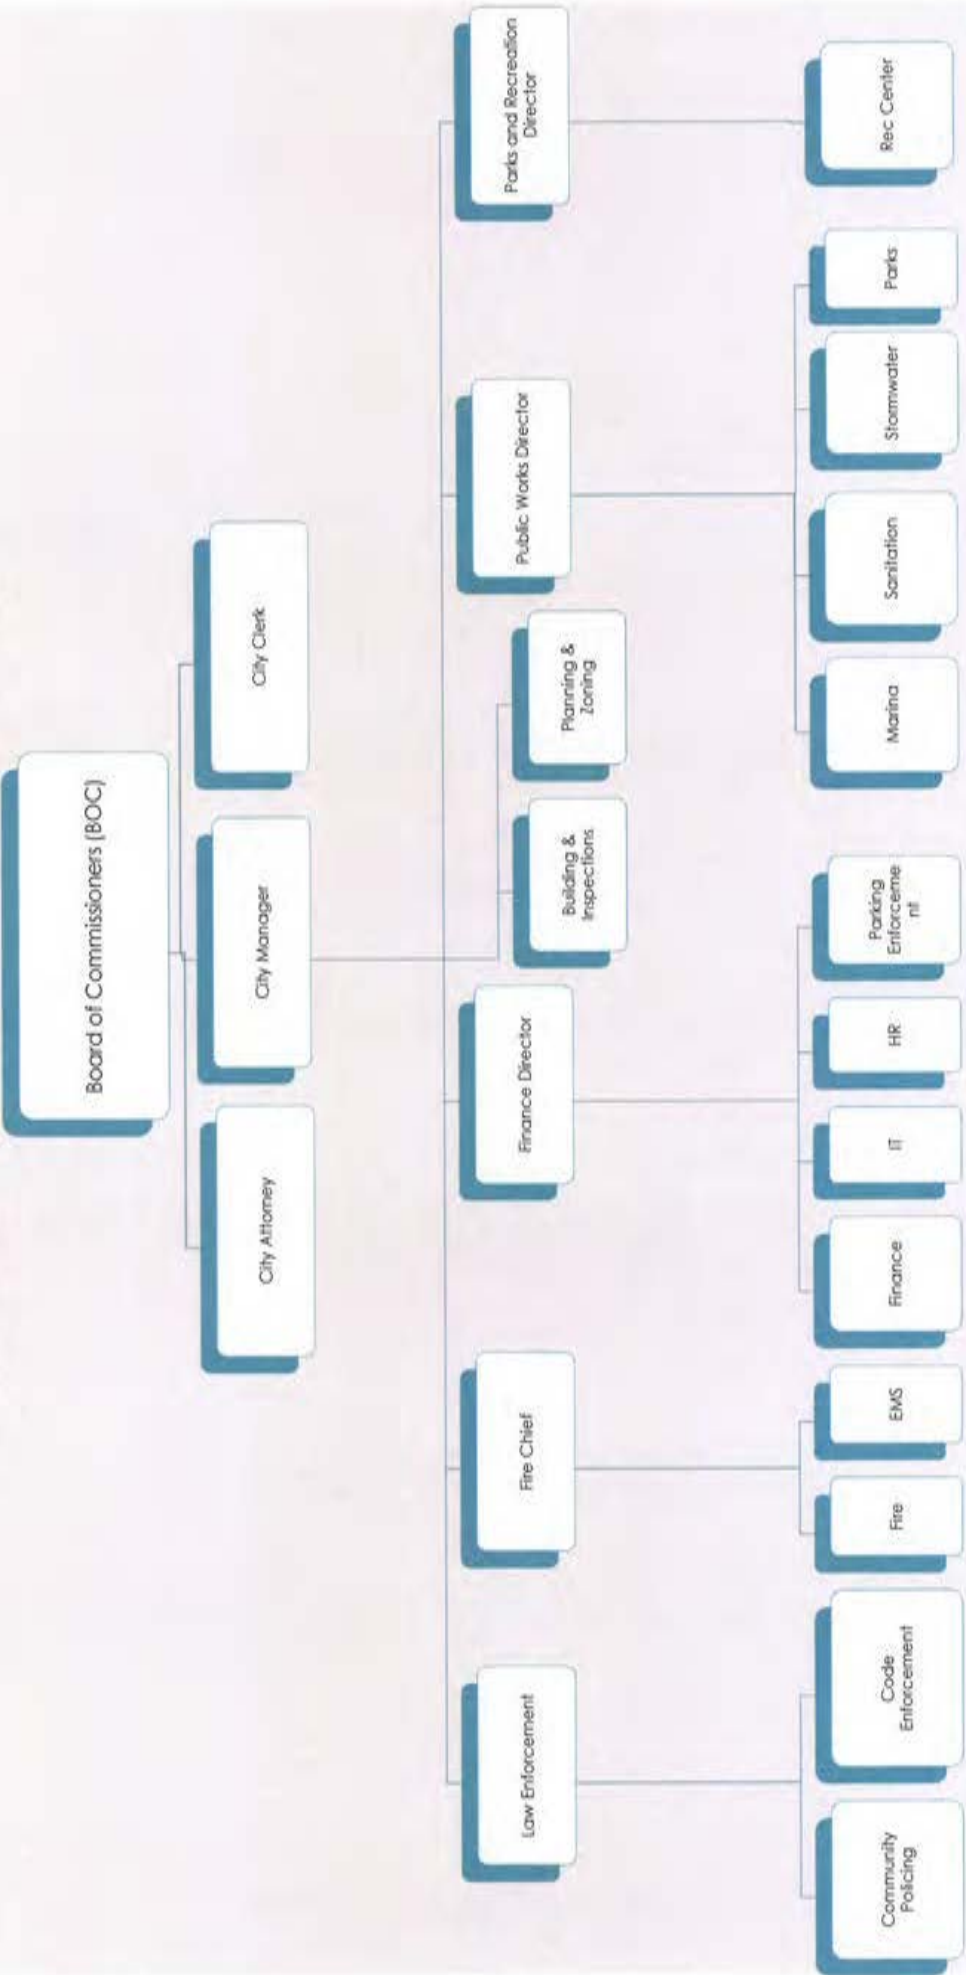 Board of Commissioners (BOC)
City Attorney
City Manager
City Clerk
Law Enforcement
Fire Chief
Finance Director
Building &
Inspections
Planning &
Zoning
Public Works Director
Parks and Recreation
Director
Community
Policing
Code
Enforcement
Fire
EMS
Finance
IT
HR
Parking
Enforceme
nt
Marina
Sanitation
Stormwater
Parks
Rec Center